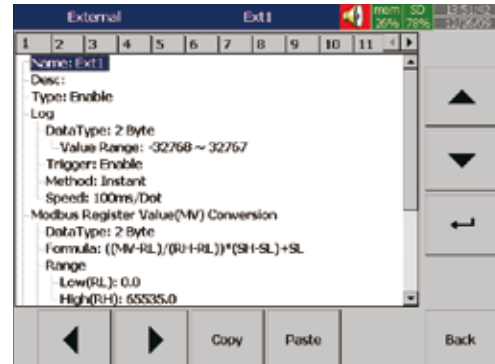 External Ext1 mem SD 13:51:42
26% 78%
1 2 3 4 5 6 7 8 9 10 11
Name: Ext1
Desc:
Type: Enable
Log
DataType: 2 Byte
Value Range: -32768 ~ 32767
Trigger: Enable
Method: Instant
Speed: 100ms/Dot
Modbus Register Value(MV) Conversion
DataType: 2 Byte
Formula: ((MV-RL)/(RH-RL))*(SH-SL)+SL
Range
Low(RL): 0.0
High(RH): 65535.0
Copy Paste Back